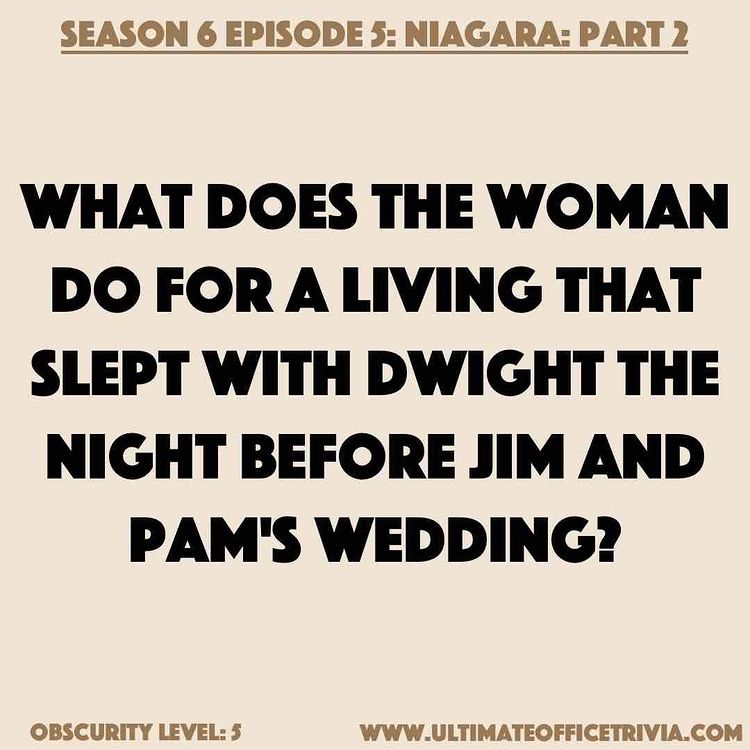 SEASON 6 EPISODE 5: NIAGARA: PART 2
WHAT DOES THE WOMAN
DO FOR A LIVING THAT
SLEPT WITH DWIGHT THE
NIGHT BEFORE JIM AND
PAM'S WEDDING?
OBSCURITY LEVEL: 5
WWW.ULTIMATEOFFICETRIVIA.COM